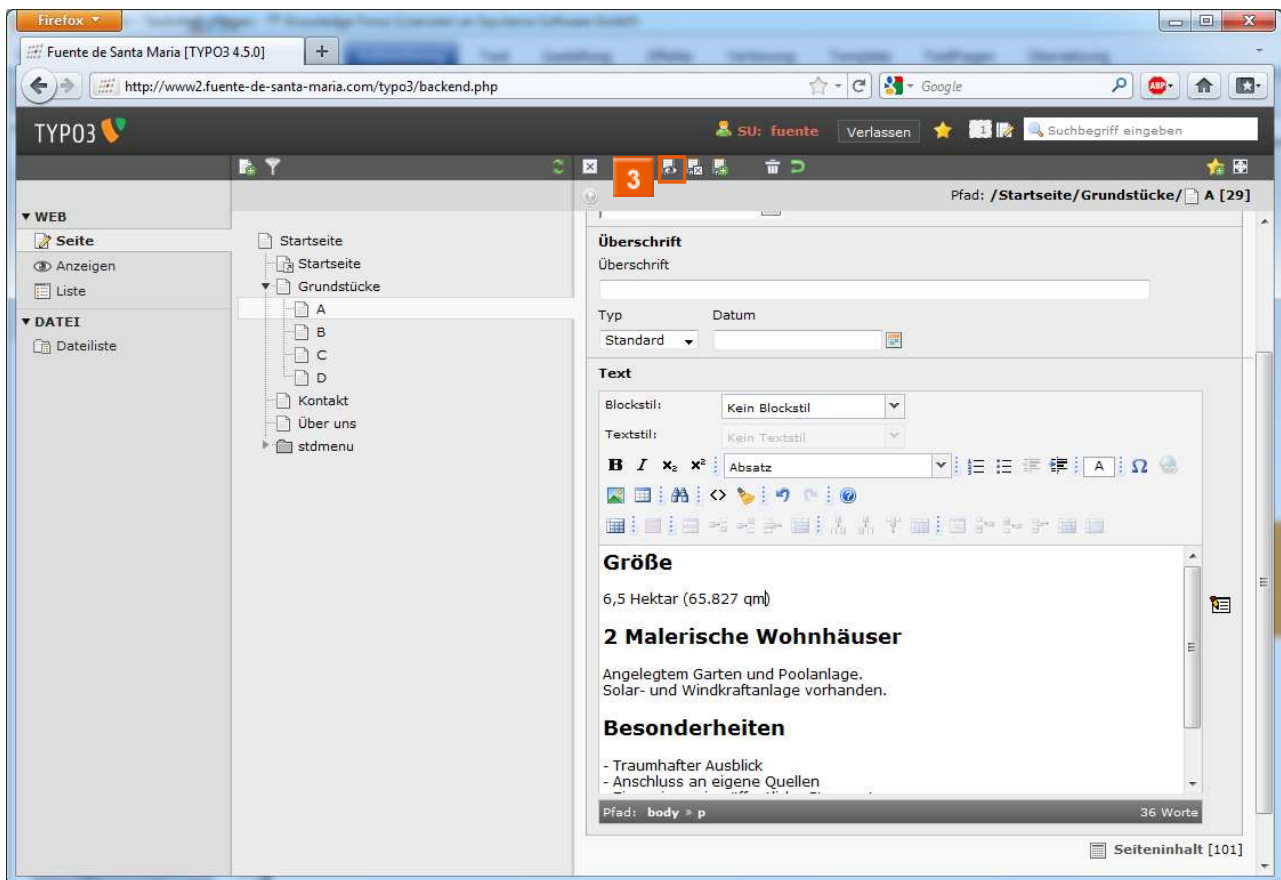 Firefox
Fuente de Santa Maria [TYPO3 4.5.0]
http://www2.fuente-de-santa-maria.com/typo3/backend.php
Google
ABP
TYPO3
SU: fuente
Verlassen
1
Suchbegriff eingeben
3
Pfad: /Startseite/Grundstücke/ A [29]
WEB
Seite
Anzeigen
Liste
DATEI
Dateiliste
Startseite
Startseite
Grundstücke
A
B
C
D
Kontakt
Über uns
stdmenu
Überschrift
Überschrift
Typ Datum
Standard
Text
Blockstil: Kein Blockstil
Textstil: Kein Textstil
B I x₂ x² Absatz A Ω
Größe
6,5 Hektar (65.827 qm)
2 Malerische Wohnhäuser
Angelegtem Garten und Poolanlage.
Solar- und Windkraftanlage vorhanden.
Besonderheiten
- Traumhafter Ausblick
- Anschluss an eigene Quellen
Pfad: body » p 36 Worte
Seiteninhalt [101]